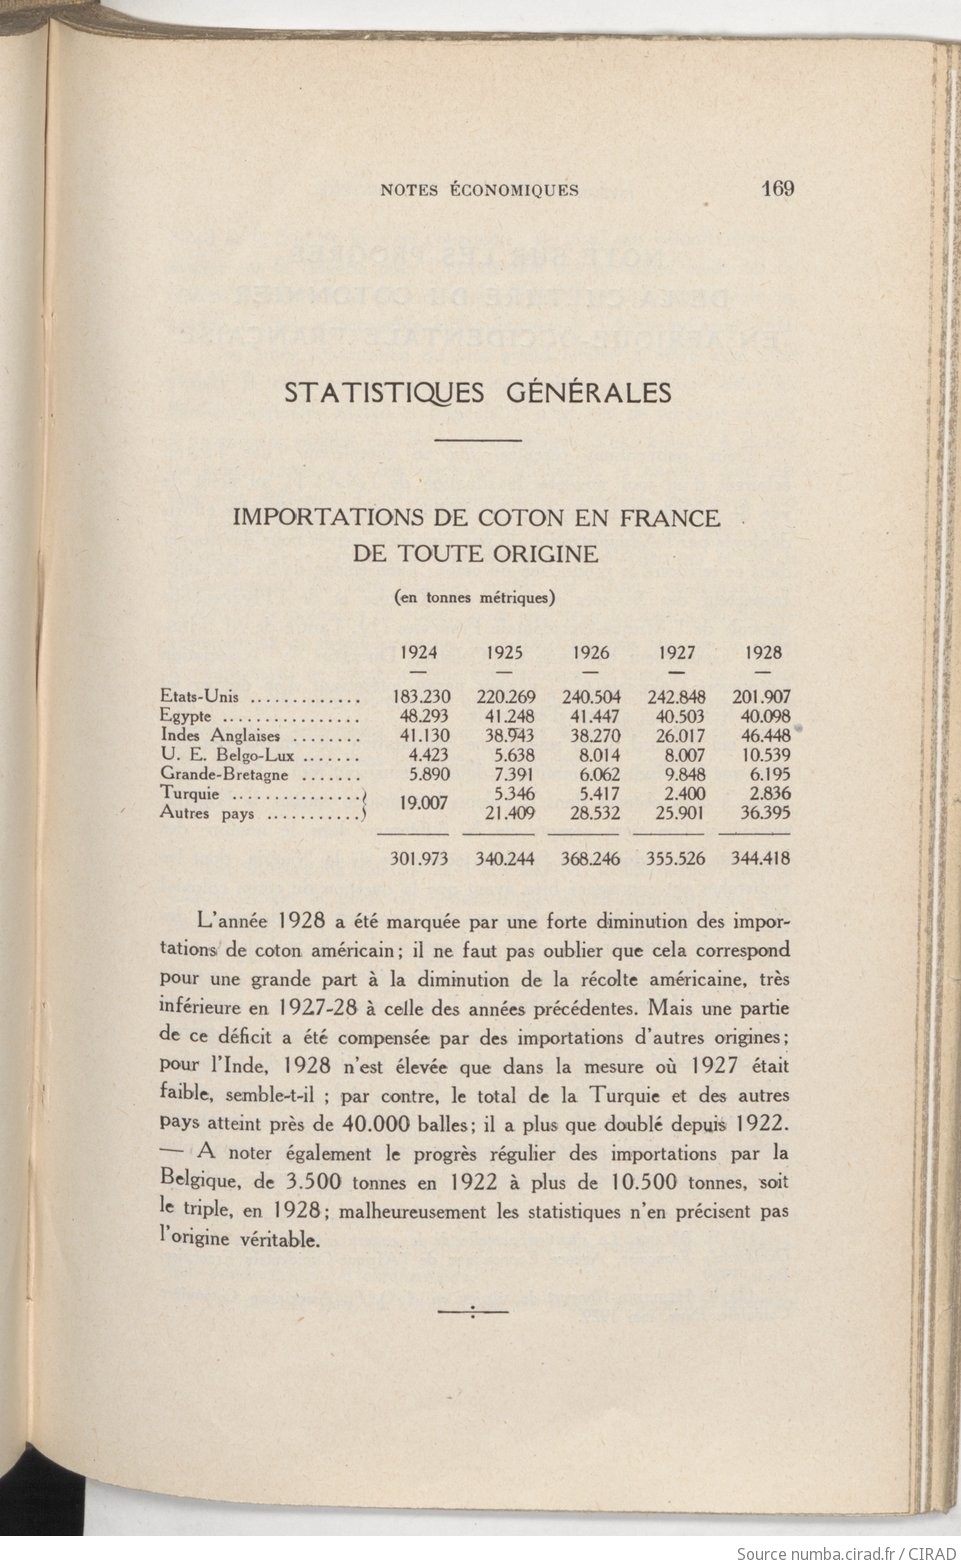 NOTES ÉCONOMIQUES 169
STATISTIQUES GÉNÉRALES
IMPORTATIONS DE COTON EN FRANCE
DE TOUTE ORIGINE
(en tonnes métriques)
1924 1925 1926 1927 1928
Etats-Unis ............. 183.230 220.269 240.504 242.848 201.907
Egypte ................ 48.293 41.248 41.447 40.503 40.098
Indes Anglaises ........ 41.130 38.943 38.270 26.017 46.448
U. E. Belgo-Lux ....... 4.423 5.638 8.014 8.007 10.539
Grande-Bretagne ....... 5.890 7.391 6.062 9.848 6.195
Turquie ............... 19.007 5.346 5.417 2.400 2.836
Autres pays ........... 21.409 28.532 25.901 36.395
301.973 340.244 368.246 355.526 344.418
L'année 1928 a été marquée par une forte diminution des impor-
tations de coton américain; il ne faut pas oublier que cela correspond
pour une grande part à la diminution de la récolte américaine, très
inférieure en 1927-28 à celle des années précédentes. Mais une partie
de ce déficit a été compensée par des importations d'autres origines;
pour l'Inde, 1928 n'est élevée que dans la mesure où 1927 était
faible, semble-t-il ; par contre, le total de la Turquie et des autres
pays atteint près de 40.000 balles; il a plus que doublé depuis 1922.
— A noter également le progrès régulier des importations par la
Belgique, de 3.500 tonnes en 1922 à plus de 10.500 tonnes, soit
le triple, en 1928; malheureusement les statistiques n'en précisent pas
l'origine véritable.
Source numba.cirad.fr / CIRAD